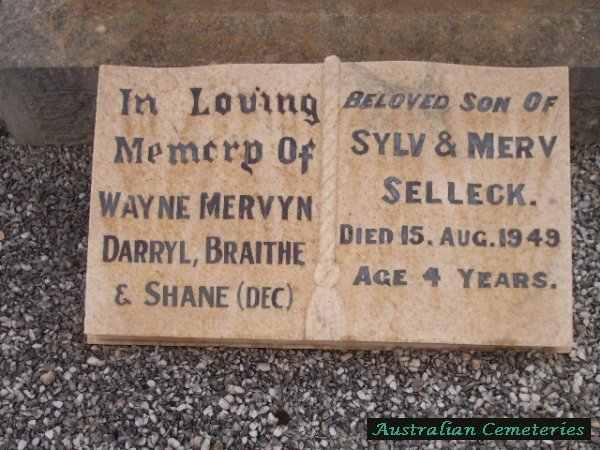 In Loving
Memory Of
WAYNE MERVYN
DARRYL, BRAITHE
& SHANE (DEC)
BELOVED SON OF
SYLV & MERV
SELLECK.
DIED 15. AUG. 1949
AGE 4 YEARS.
Australian Cemeteries